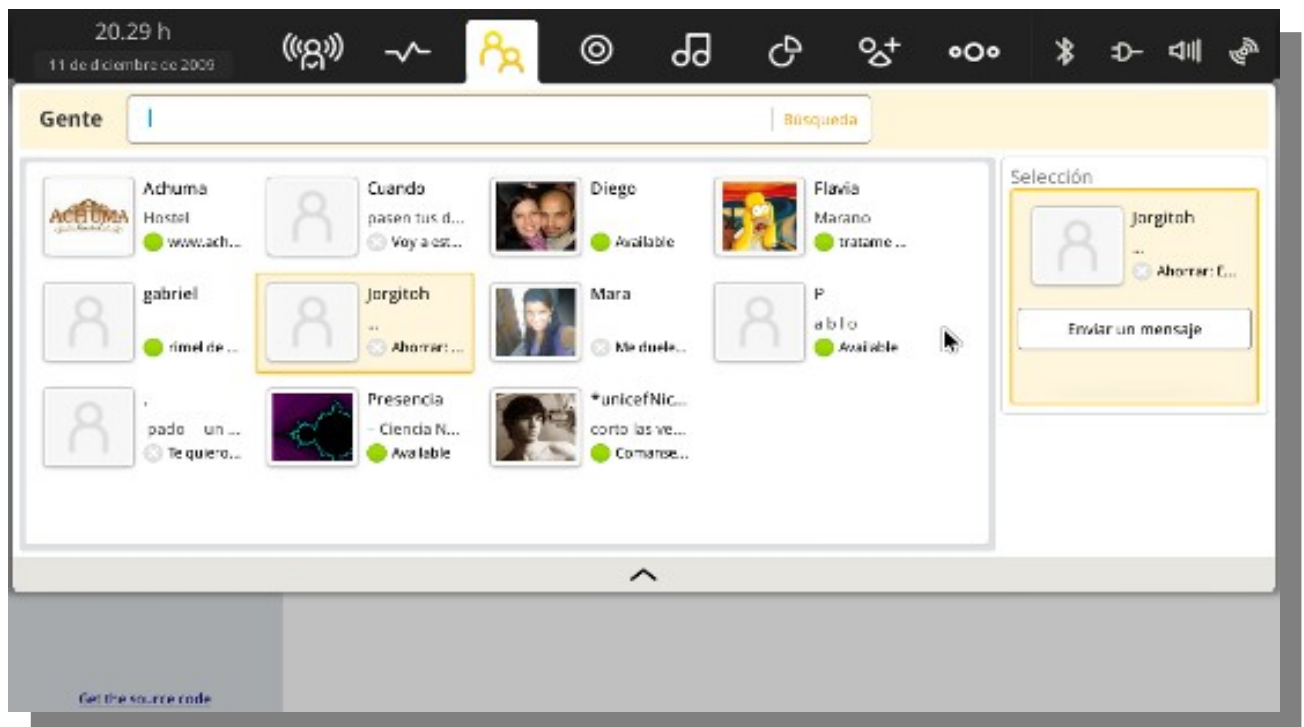 20.29 h
11 de diciembre de 2009
Gente
Búsqueda
Achuma
Hostel
www.ach...
ACHUMA
Cuando
pasen tus d...
Voy a est...
Diego
Available
Flavia
Marano
tratame ...
gabriel
rimel de ...
Jorgitoh
...
Ahorrar: ...
Mara
Me duele...
P
a b l o
Available
.
pado un ...
Te quiero...
Presencia
– Ciencia N...
Available
*unicefNic...
corto las ve...
Comanse...
Selección
Jorgitoh
...
Ahorrar: E...
Enviar un mensaje
Get the source code